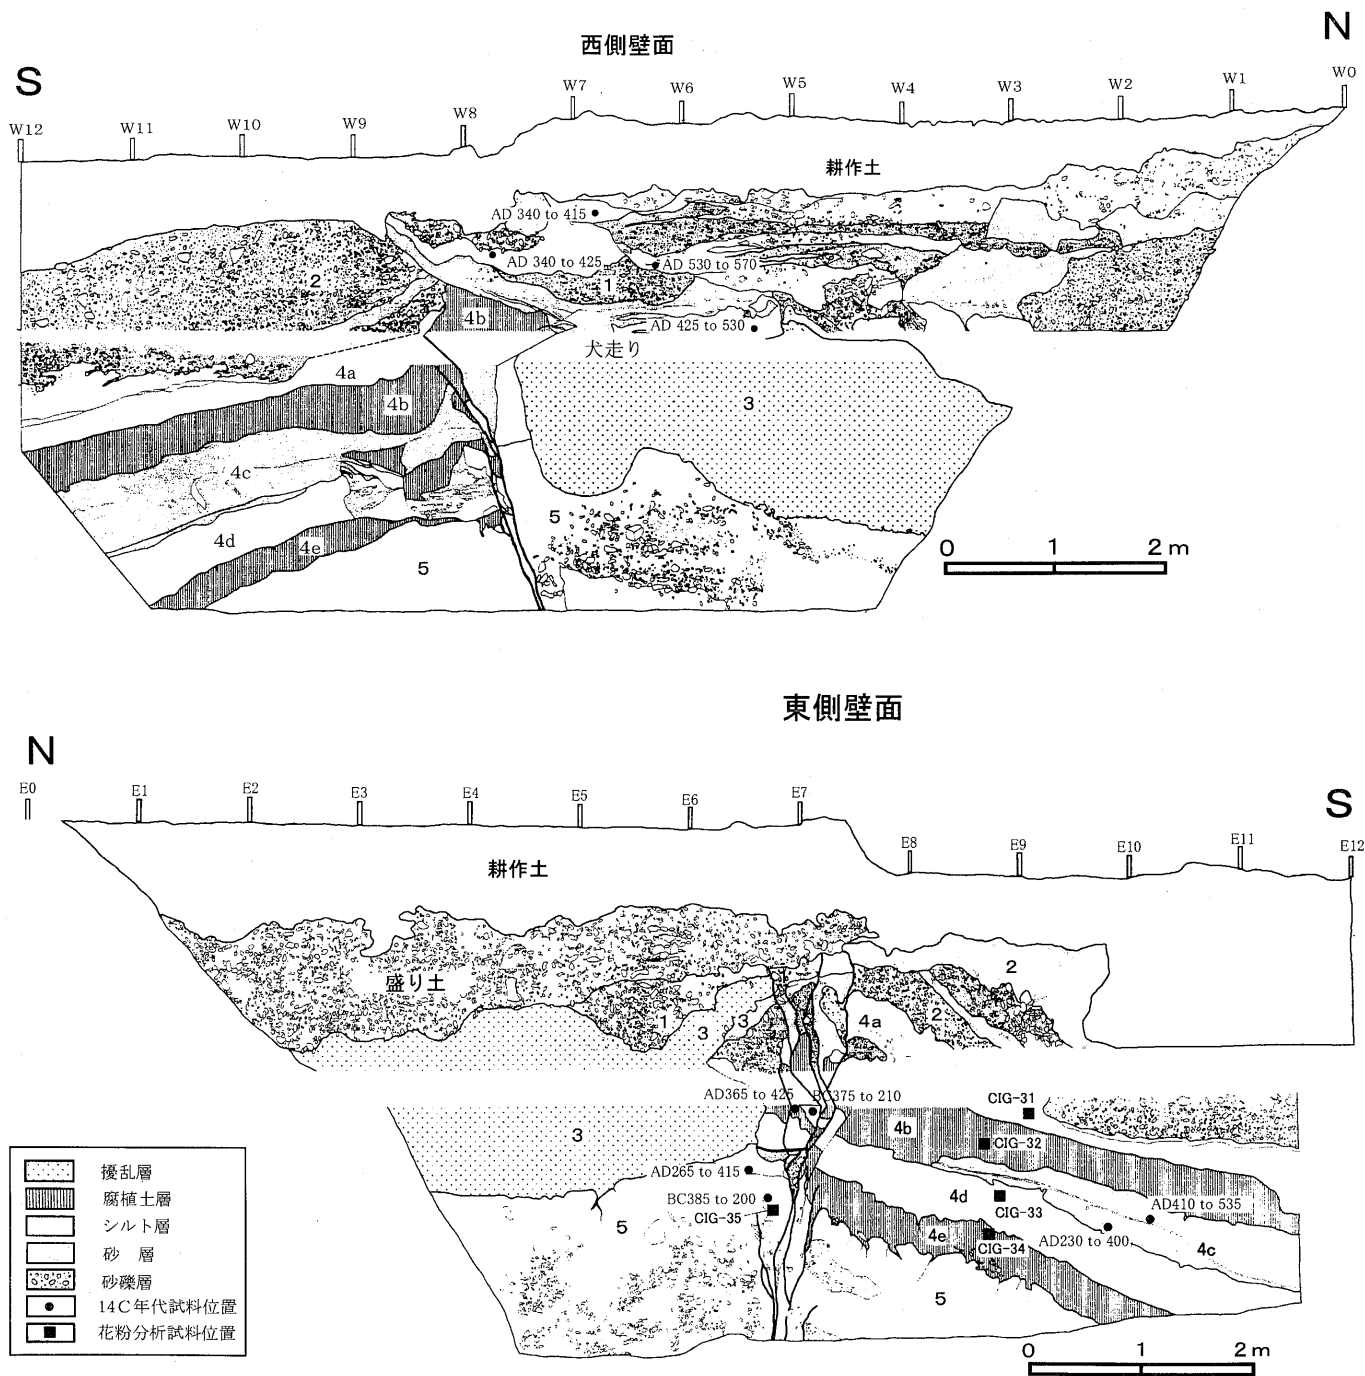 西側壁面
N
S
W12
W11
W10
W9
W8
W7
W6
W5
W4
W3
W2
W1
W0
耕作土
AD 340 to 415
AD 340 to 425
AD 530 to 570
2
1
4b
AD 425 to 530
犬走り
4a
4b
3
4c
5
4d
4e
5
0 1 2m
東側壁面
N
S
E0
E1
E2
E3
E4
E5
E6
E7
E8
E9
E10
E11
E12
耕作土
盛り土
2
1
3
3
4a
2
AD365 to 425
BC375 to 210
CIG-31
3
4b
CIG-32
AD265 to 415
BC385 to 200
CIG-35
4d
CIG-33
AD410 to 535
5
4e
CIG-34
AD230 to 400
4c
5
擾乱層
腐植土層
シルト層
砂 層
砂礫層
14C年代試料位置
花粉分析試料位置
0 1 2m